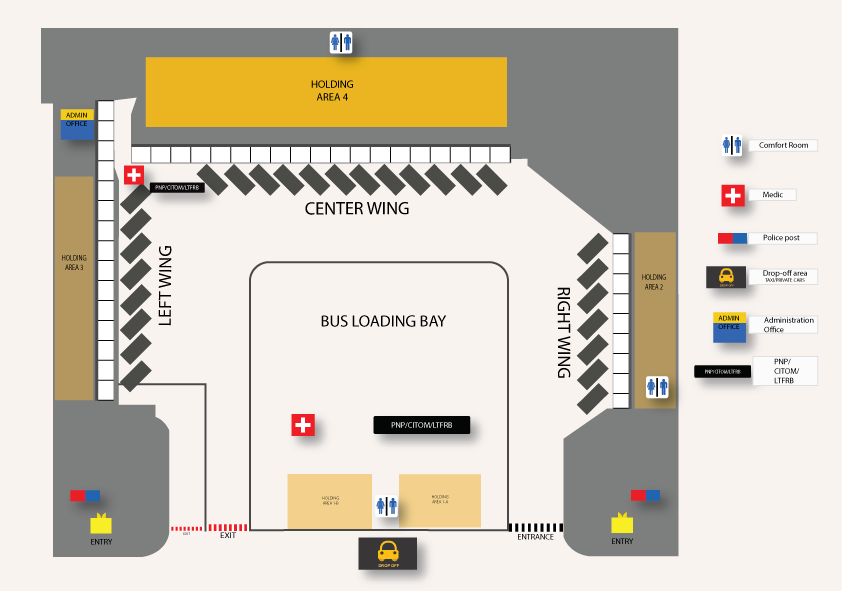 HOLDING
AREA 4
ADMIN
OFFICE
PNP/CITOM/LTFRB
CENTER WING
HOLDING
AREA 3
LEFT WING
BUS LOADING BAY
RIGHT WING
HOLDING
AREA 2
PNP/CITOM/LTFRB
HOLDING
AREA 1-B
HOLDING
AREA 1-A
ENTRY
EXIT
EXIT
ENTRANCE
ENTRY
DROP OFF
Comfort Room
Medic
Police post
DROP OFF
Drop-off area
TAXI/PRIVATE CARS
ADMIN
OFFICE
Administration
Office
PNP/CITOM/LTFRB
PNP/
CITOM/
LTFRB